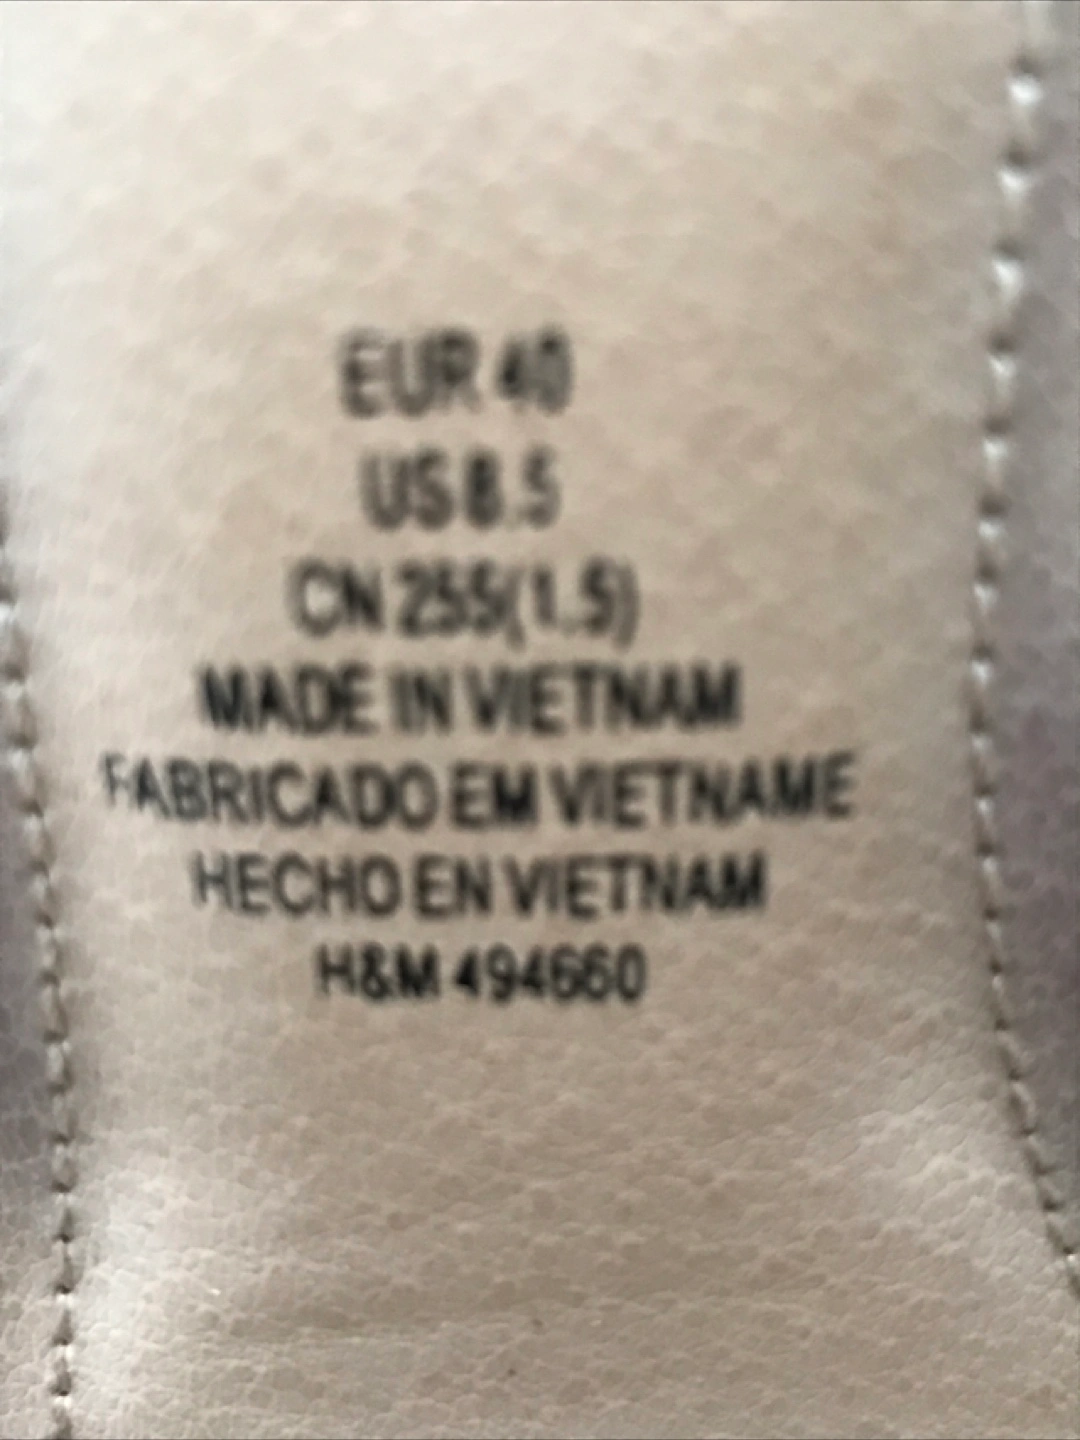 EUR 40
US 8.5
CN 255(1.5)
MADE IN VIETNAM
FABRICADO EM VIETNAME
HECHO EN VIETNAM
H&M 494660